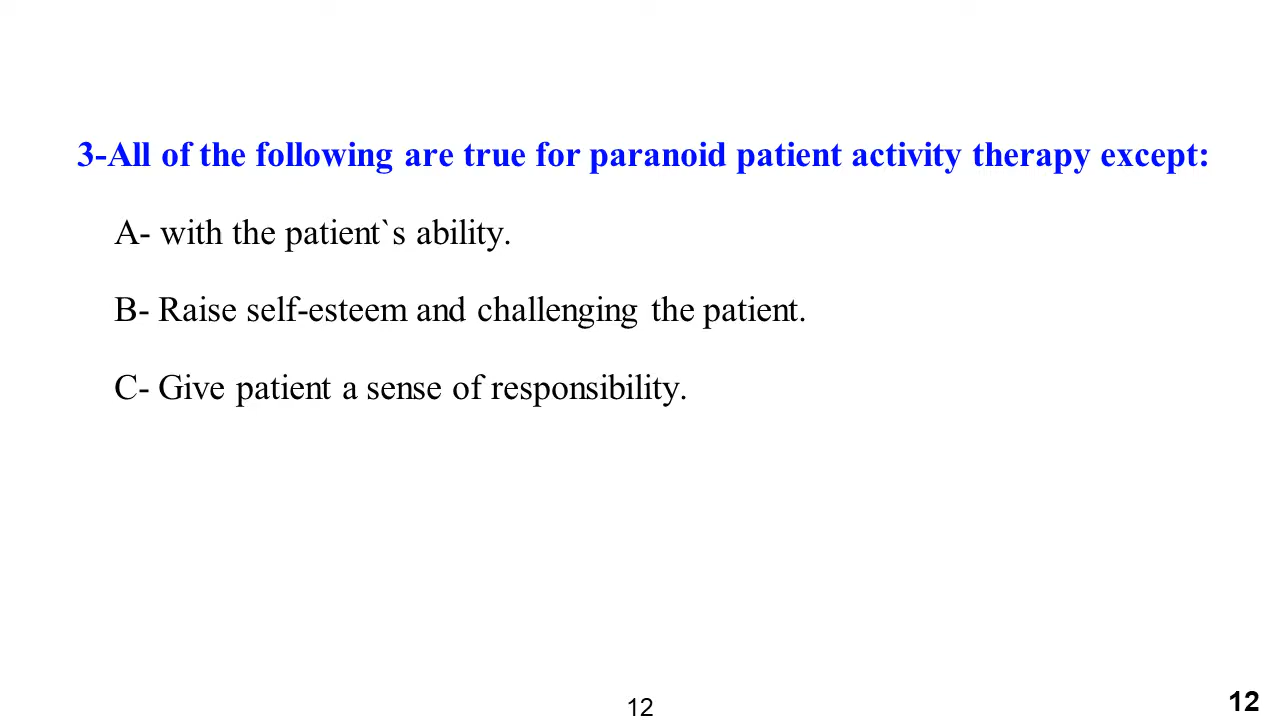 3-All of the following are true for paranoid patient activity therapy except:
A- with the patient`s ability.
B- Raise self-esteem and challenging the patient.
C- Give patient a sense of responsibility.
12
12